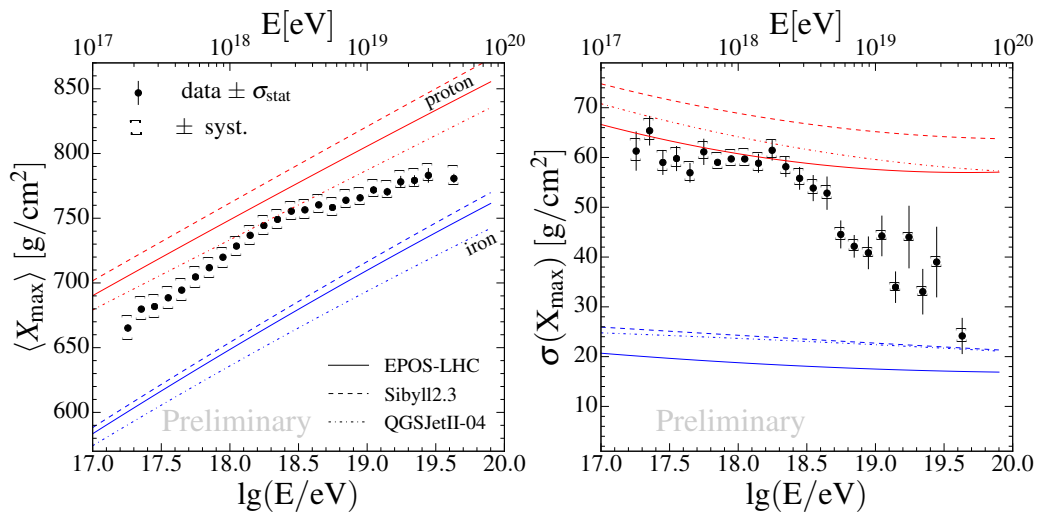 E[eV]
10^17 10^18 10^19 10^20
850
800
750
700
650
600
⟨X_max⟩ [g/cm^2]
data ± σ_stat
± syst.
proton
iron
EPOS-LHC
Sibyll2.3
QGSJetII-04
Preliminary
17.0 17.5 18.0 18.5 19.0 19.5 20.0
lg(E/eV)
E[eV]
10^17 10^18 10^19 10^20
70
60
50
40
30
20
10
σ(X_max) [g/cm^2]
Preliminary
17.0 17.5 18.0 18.5 19.0 19.5 20.0
lg(E/eV)